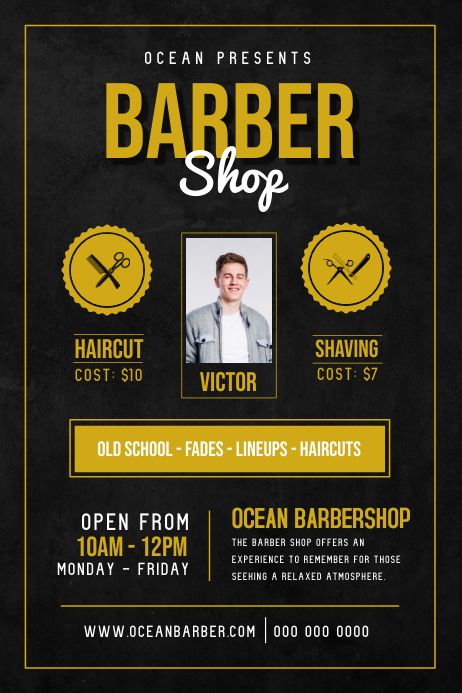 OCEAN PRESENTS
BARBER
Shop
HAIRCUT
COST: $10
VICTOR
SHAVING
COST: $7
OLD SCHOOL - FADES - LINEUPS - HAIRCUTS
OPEN FROM
10AM - 12PM
MONDAY - FRIDAY
OCEAN BARBERSHOP
THE BARBER SHOP OFFERS AN
EXPERIENCE TO REMEMBER FOR THOSE
SEEKING A RELAXED ATMOSPHERE.
WWW.OCEANBARBER.COM | 000 000 0000